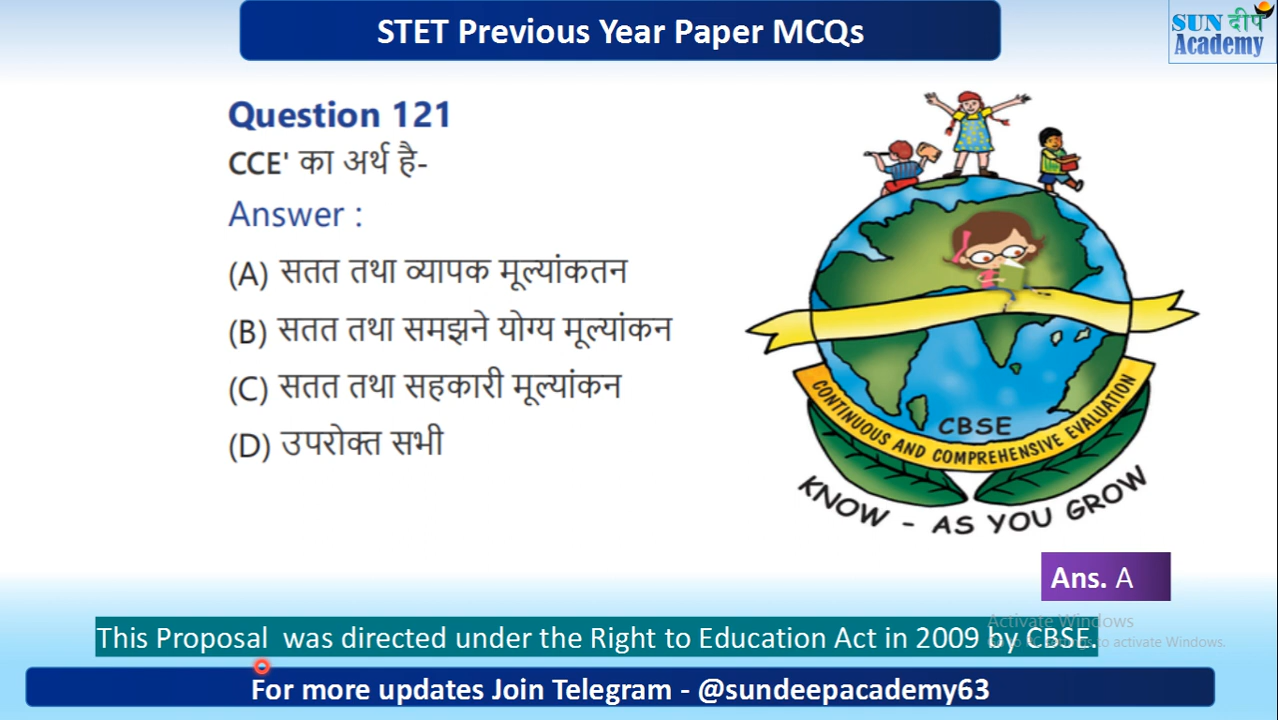 STET Previous Year Paper MCQs
SUN दीप
Academy
Question 121
CCE' का अर्थ है-
Answer :
(A) सतत तथा व्यापक मूल्यांकतन
(B) सतत तथा समझने योग्य मूल्यांकन
(C) सतत तथा सहकारी मूल्यांकन
(D) उपरोक्त सभी
CBSE
CONTINUOUS AND COMPREHENSIVE EVALUATION
KNOW - AS YOU GROW
Ans. A
Activate Windows
to activate Windows.
This Proposal was directed under the Right to Education Act in 2009 by CBSE.
For more updates Join Telegram - @sundeepacademy63